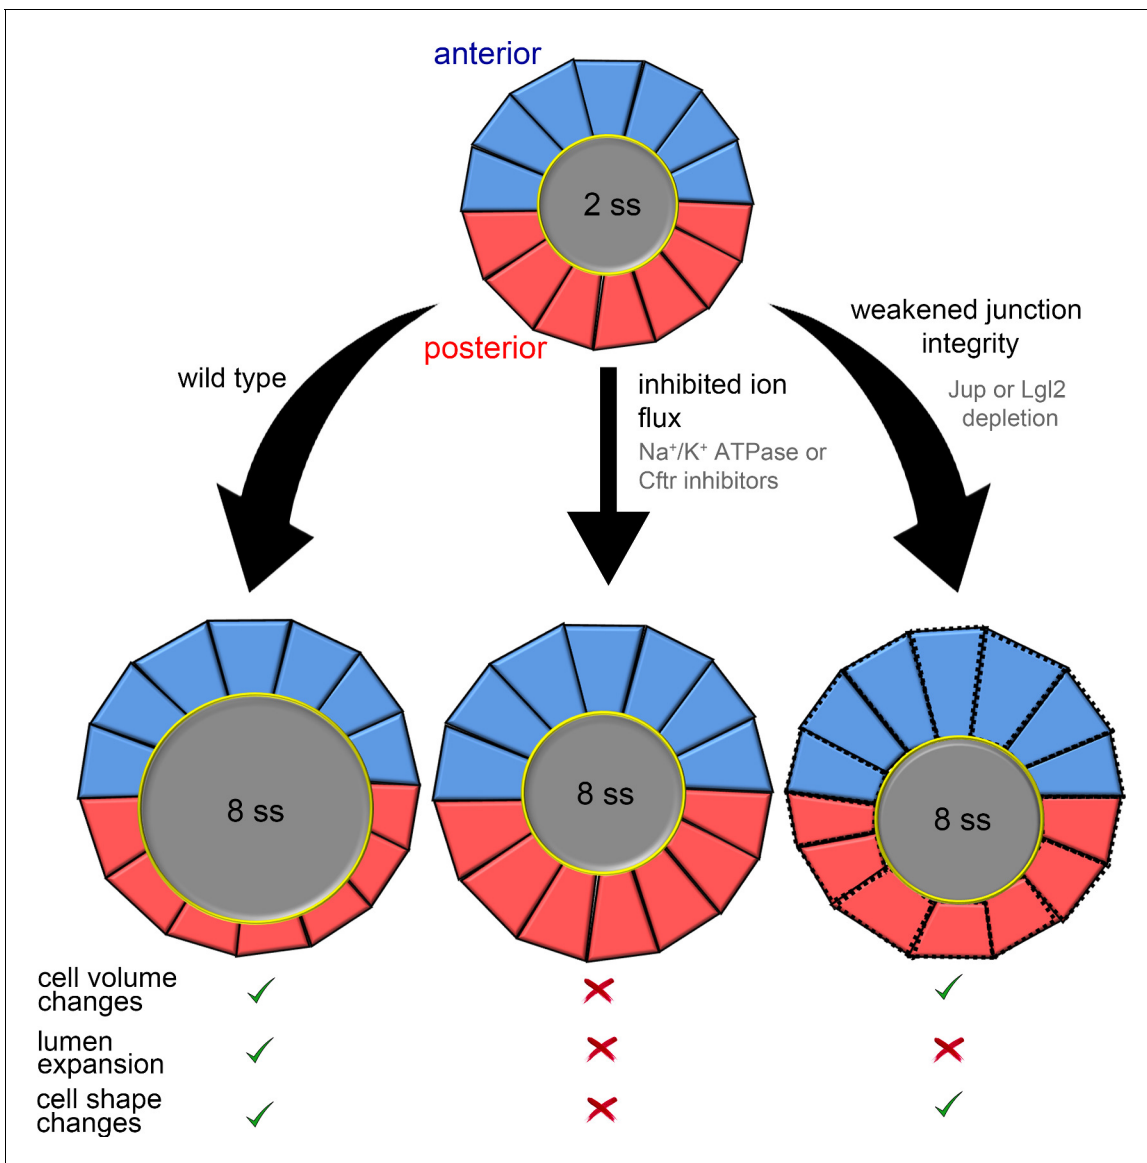 anterior
2 ss
posterior
wild type
inhibited ion
flux
Na⁺/K⁺ ATPase or
Cftr inhibitors
weakened junction
integrity
Jup or Lgl2
depletion
8 ss
8 ss
8 ss
cell volume
changes
lumen
expansion
cell shape
changes